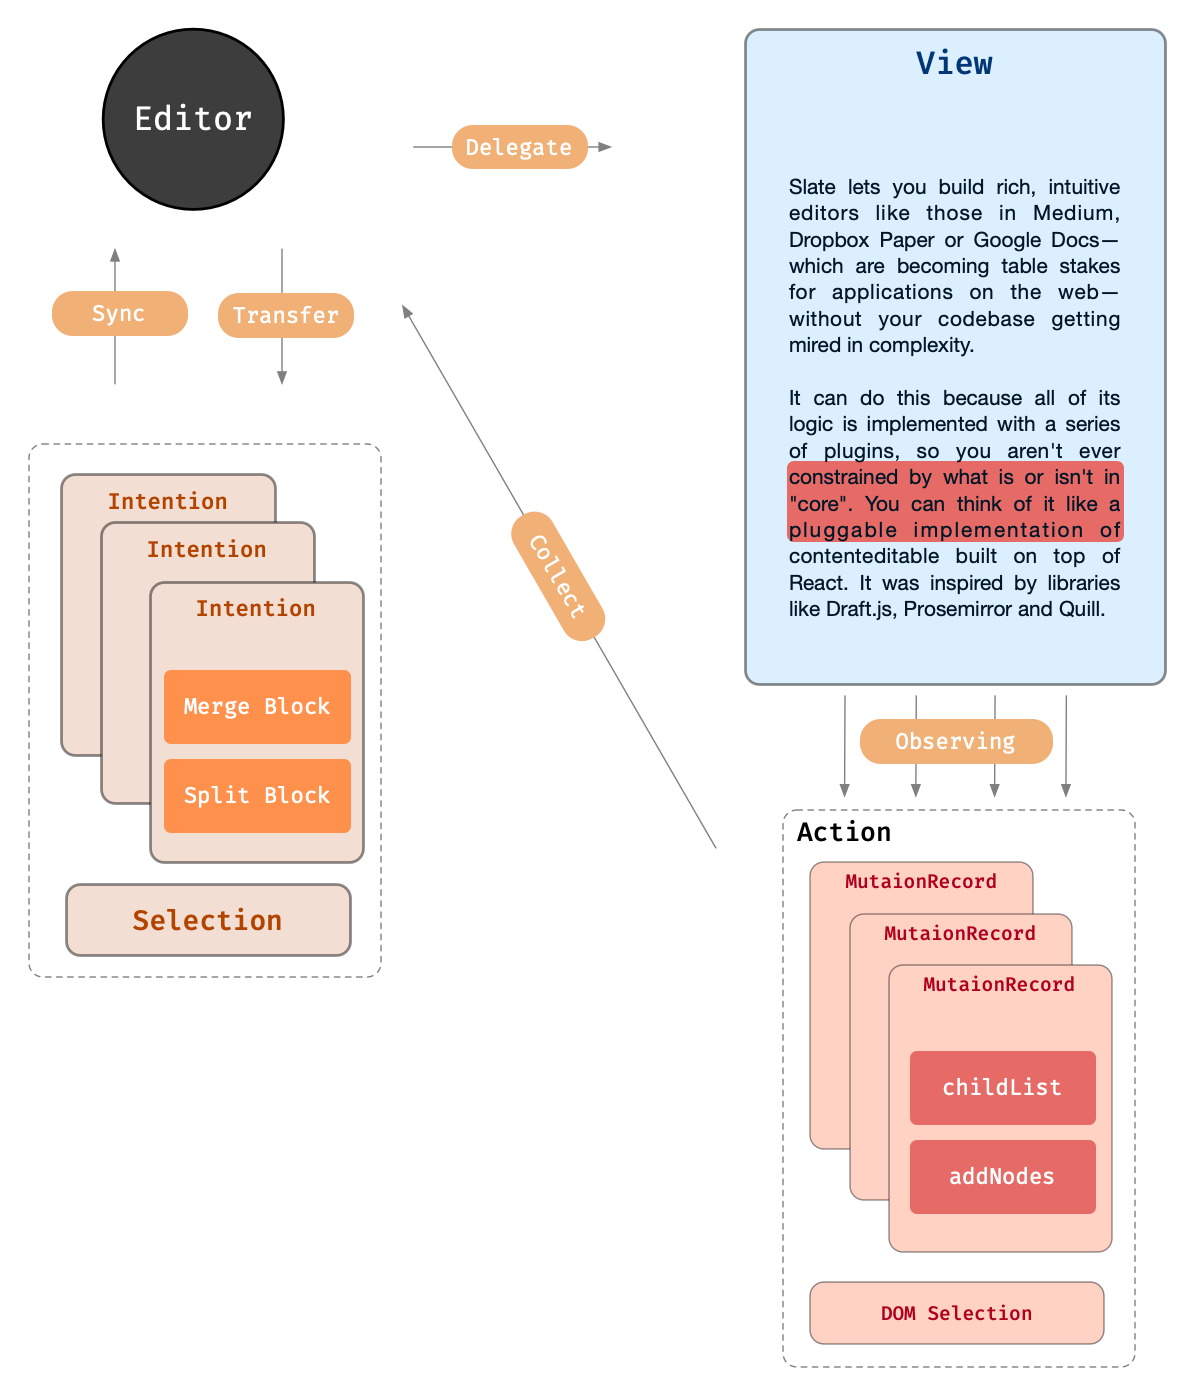 Editor
Delegate
Sync
Transfer
Collect
Intention
Intention
Intention
Merge Block
Split Block
Selection
View
Slate lets you build rich, intuitive
editors like those in Medium,
Dropbox Paper or Google Docs—
which are becoming table stakes
for applications on the web—
without your codebase getting
mired in complexity.
It can do this because all of its
logic is implemented with a series
of plugins, so you aren't ever
constrained by what is or isn't in
"core". You can think of it like a
pluggable implementation of
contenteditable built on top of
React. It was inspired by libraries
like Draft.js, Prosemirror and Quill.
Observing
Action
MutaionRecord
MutaionRecord
MutaionRecord
childList
addNodes
DOM Selection